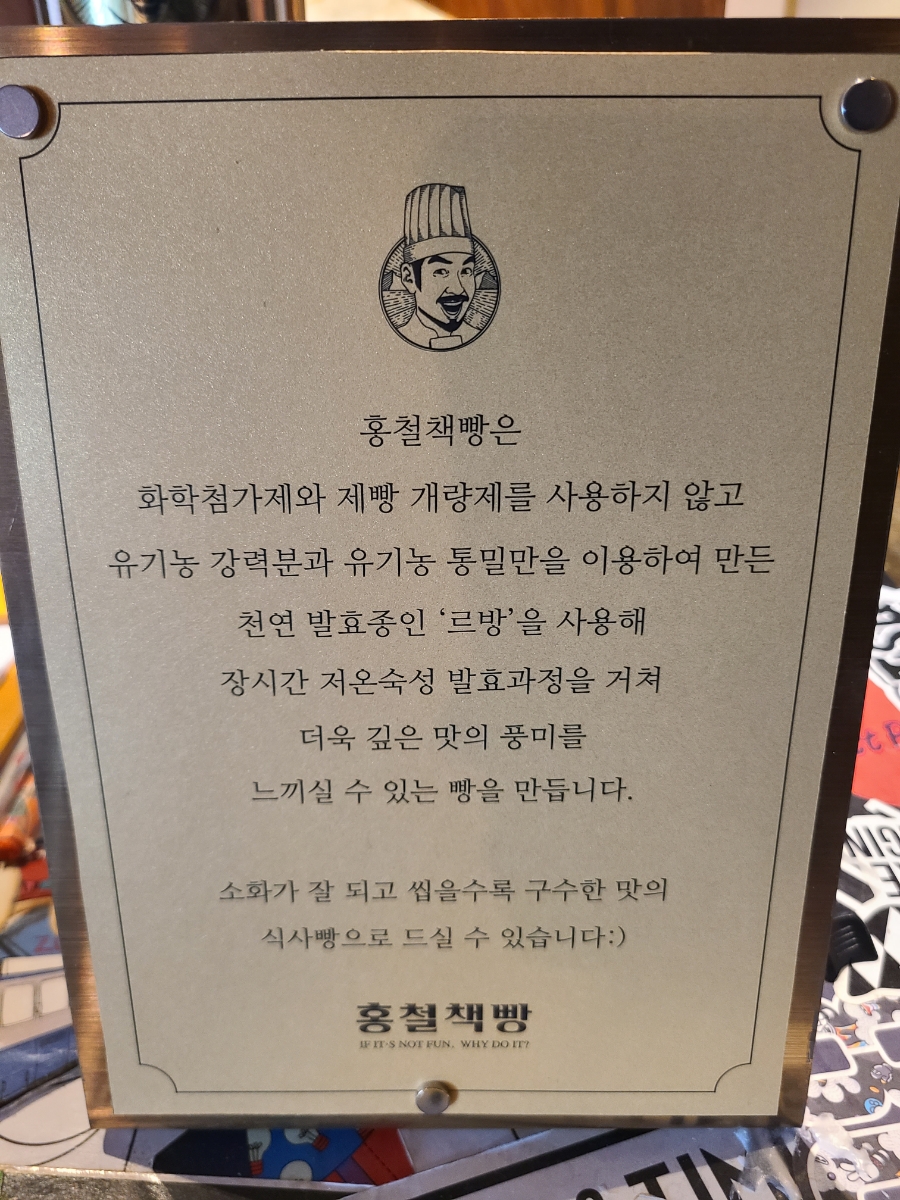 홍철책빵은
화학첨가제와 제빵 개량제를 사용하지 않고
유기농 강력분과 유기농 통밀만을 이용하여 만든
천연 발효종인 ‘르방’을 사용해
장시간 저온숙성 발효과정을 거쳐
더욱 깊은 맛의 풍미를
느끼실 수 있는 빵을 만듭니다.
소화가 잘 되고 씹을수록 구수한 맛의
식사빵으로 드실 수 있습니다:)
홍철책빵
IF IT·S NOT FUN, WHY DO IT?